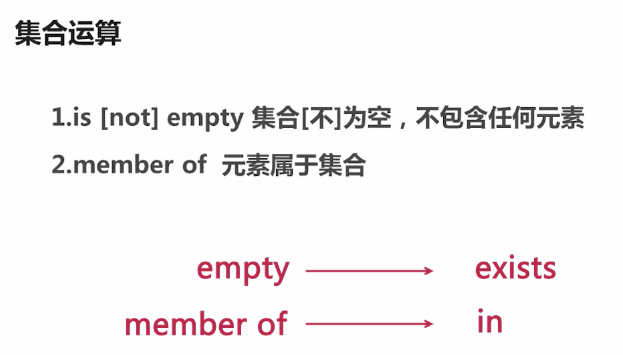 集合运算
1.is [not] empty 集合[不]为空，不包含任何元素
2.member of 元素属于集合
empty → exists
member of → in